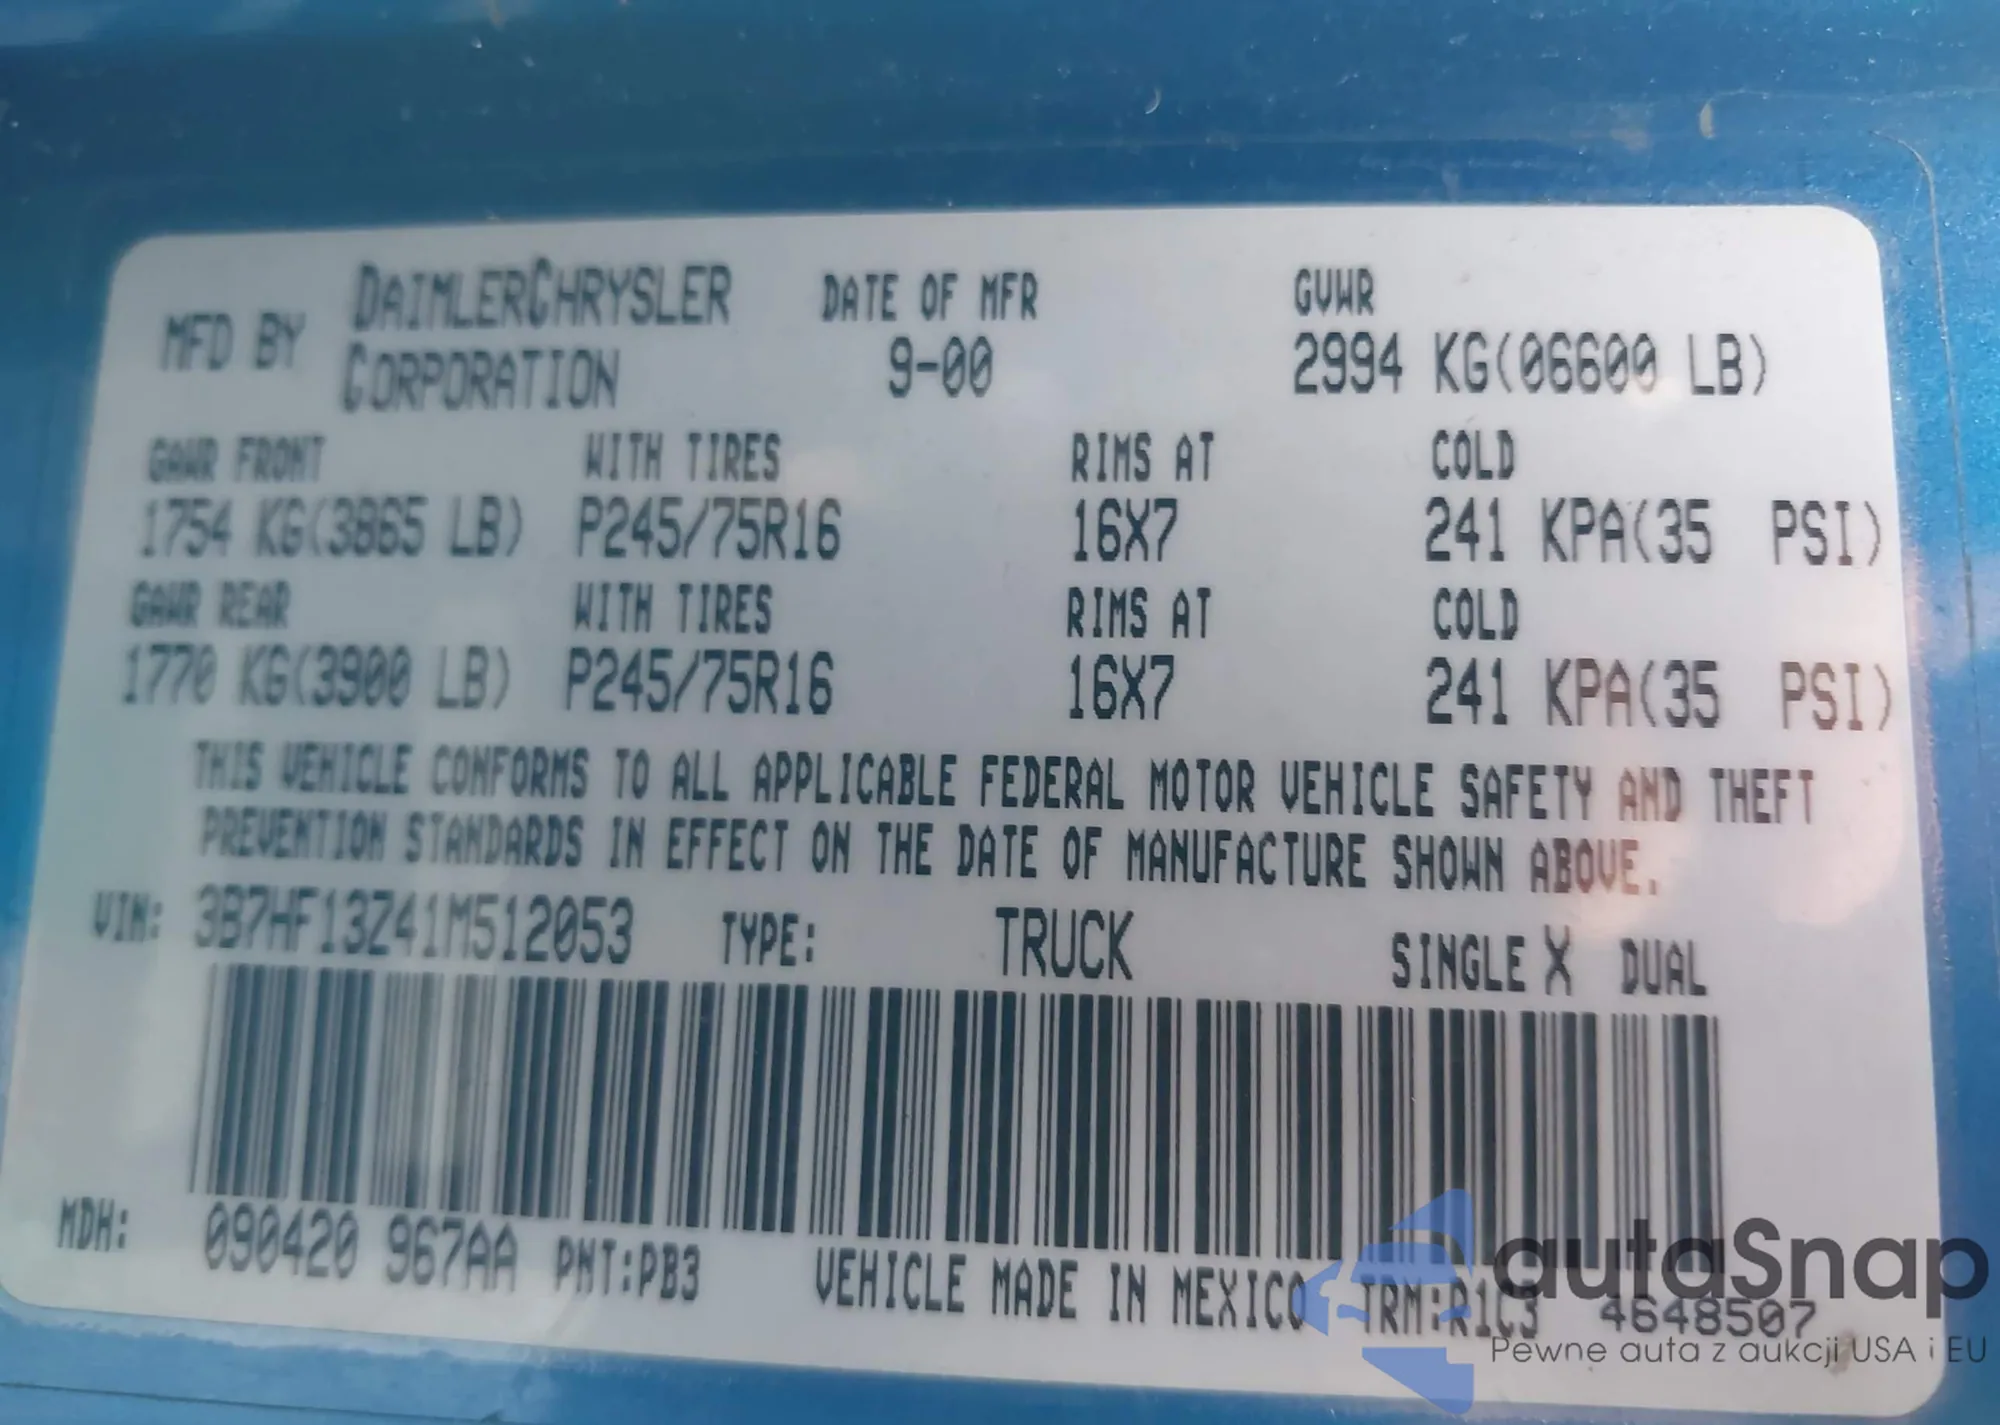 MFD BY DAIMLERCHRYSLER CORPORATION DATE OF MFR 9-00 GVWR 2994 KG(06600 LB)
GAWR FRONT WITH TIRES RIMS AT COLD
1754 KG(3865 LB) P245/75R16 16X7 241 KPA(35 PSI)
GAWR REAR WITH TIRES RIMS AT COLD
1770 KG(3900 LB) P245/75R16 16X7 241 KPA(35 PSI)
THIS VEHICLE CONFORMS TO ALL APPLICABLE FEDERAL MOTOR VEHICLE SAFETY AND THEFT
PREVENTION STANDARDS IN EFFECT ON THE DATE OF MANUFACTURE SHOWN ABOVE.
VIN: 3B7HF13Z41M512053 TYPE: TRUCK SINGLE X DUAL
MDH: 090420 967AA PNT:PB3 VEHICLE MADE IN MEXICO TRM:R1C3 4648507
autaSnap
Pewne auta z aukcji USA i EU